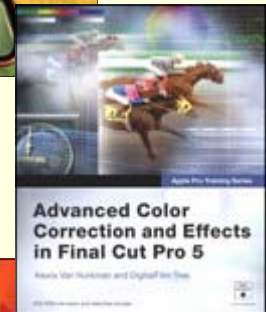 Apple Pro Training Series
Advanced Color
Correction and Effects
in Final Cut Pro 5
Alexis Van Hurkman and DigitalFilm Tree